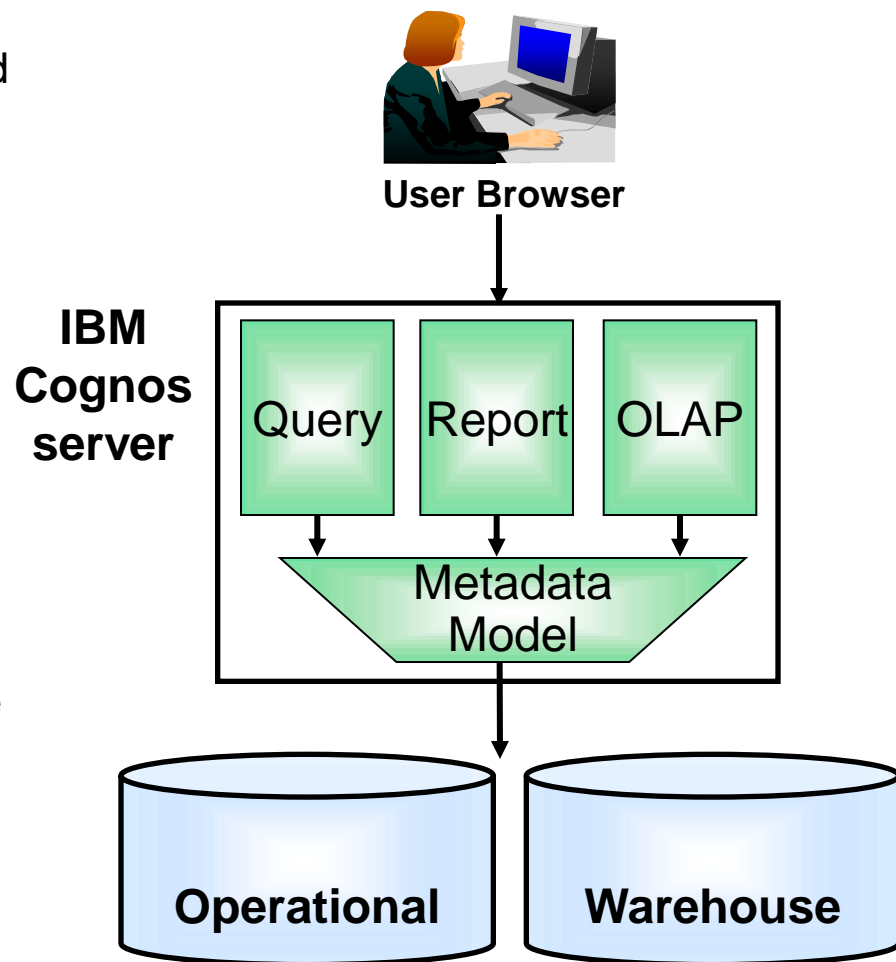 d
User Browser
IBM
Cognos
server
Query
Report
OLAP
Metadata
Model
Operational
Warehouse